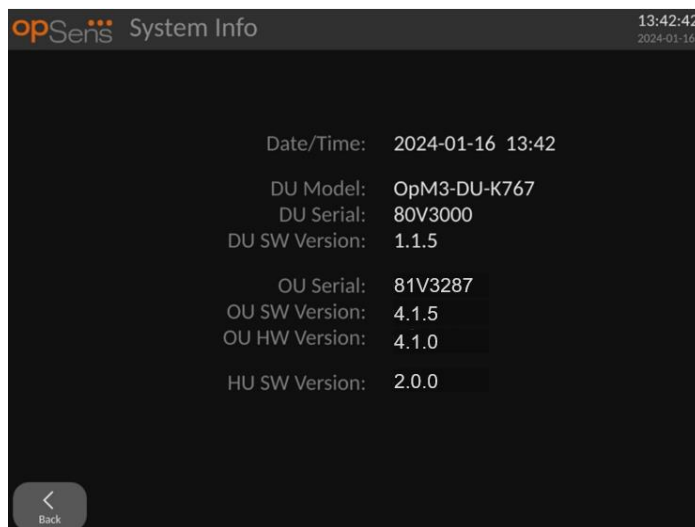 opSens System Info 13:42:42
2024-01-16
Date/Time: 2024-01-16 13:42
DU Model: OpM3-DU-K767
DU Serial: 80V3000
DU SW Version: 1.1.5
OU Serial: 81V3287
OU SW Version: 4.1.5
OU HW Version: 4.1.0
HU SW Version: 2.0.0
Back